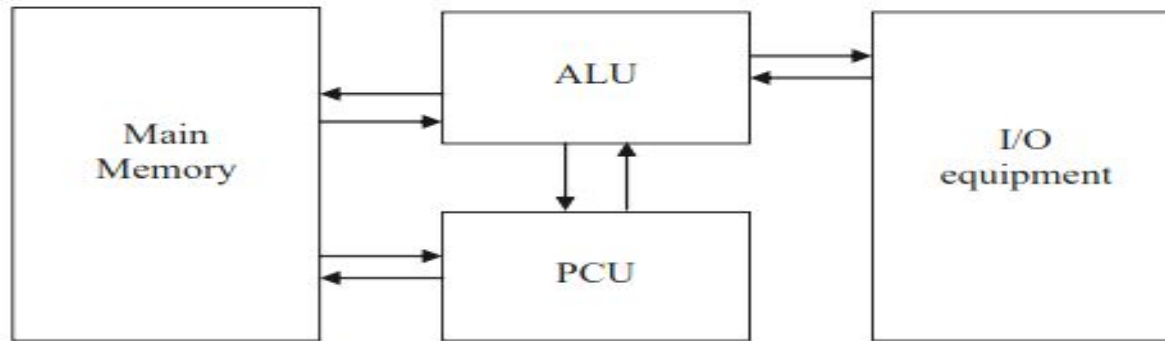 Main
Memory
ALU
PCU
I/O
equipment